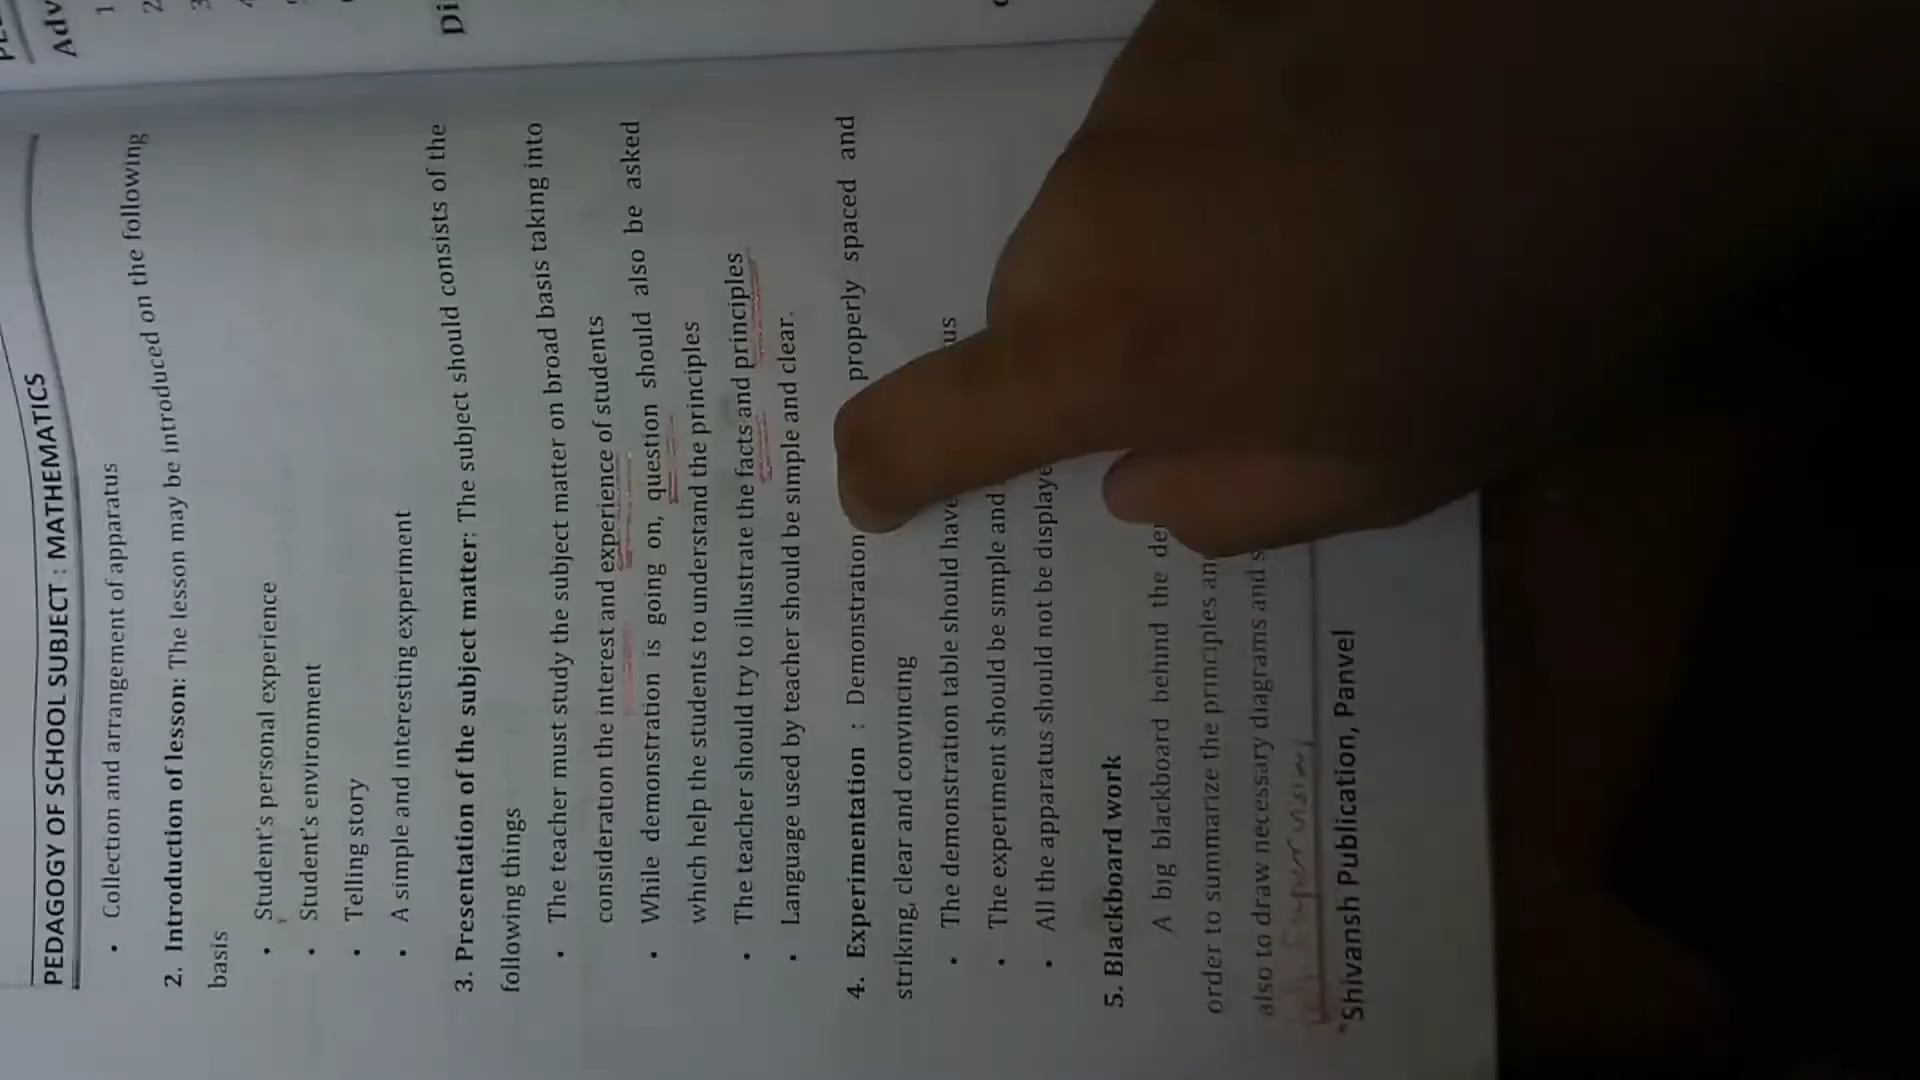 PEDAGOGY OF SCHOOL SUBJECT : MATHEMATICS
• Collection and arrangement of apparatus
2. Introduction of lesson: The lesson may be introduced on the following
basis
• Student's personal experience
• Student's environment
• Telling story
• A simple and interesting experiment
3. Presentation of the subject matter: The subject should consists of the
following things
• The teacher must study the subject matter on broad basis taking into
consideration the interest and experience of students
• While demonstration is going on, question should also be asked
which help the students to understand the principles
• The teacher should try to illustrate the facts and principles
• Language used by teacher should be simple and clear.
4. Experimentation : Demonstration properly spaced and
striking, clear and convincing
• The demonstration table should have
• The experiment should be simple and
• All the apparatus should not be
5. Blackboard work
A big blackboard behind the
order to summarize the principles
also to draw necessary diagrams and
Shivansh Publication, Panvel
Adv
1
2
3
Di